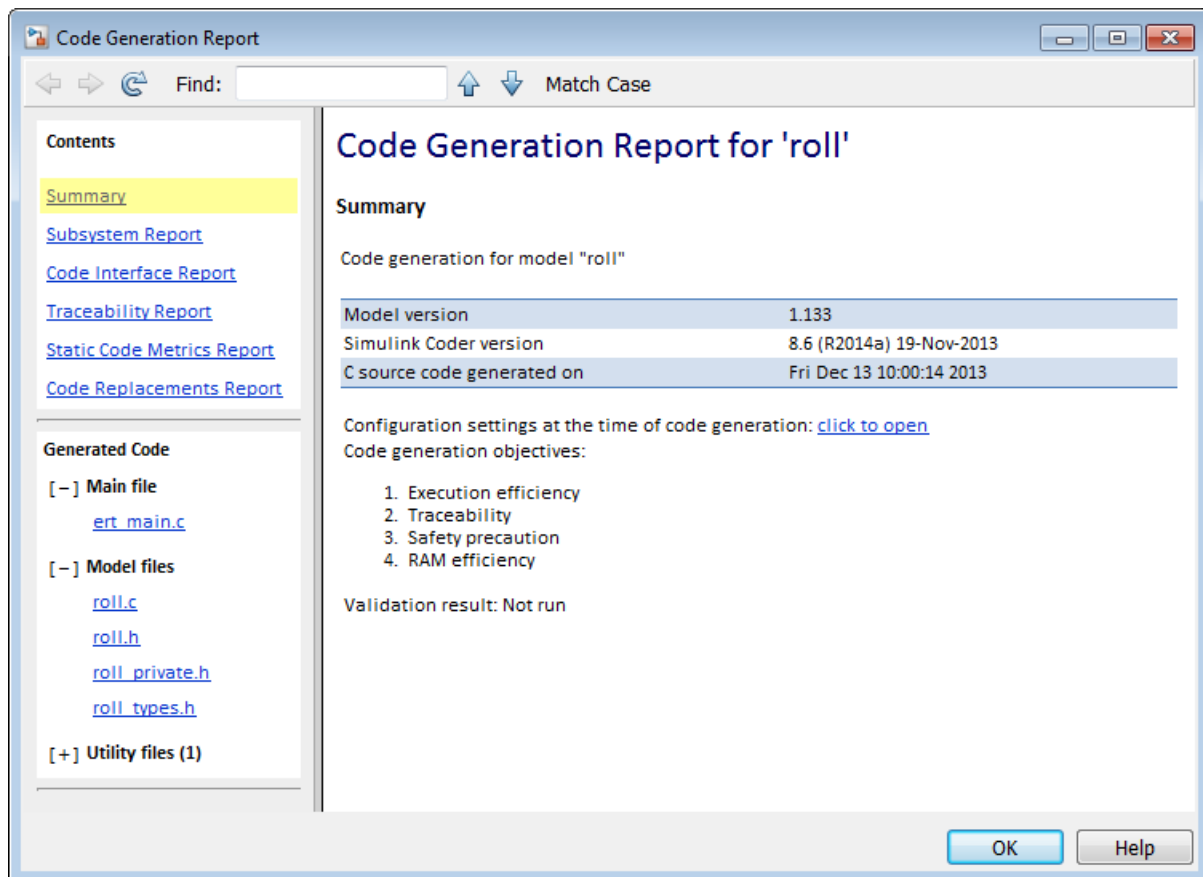 Code Generation Report
Find:
Match Case
Contents
Summary
Subsystem Report
Code Interface Report
Traceability Report
Static Code Metrics Report
Code Replacements Report
Generated Code
[-] Main file
ert_main.c
[-] Model files
roll.c
roll.h
roll_private.h
roll_types.h
[+] Utility files (1)
Code Generation Report for 'roll'
Summary
Code generation for model "roll"
Model version 1.133
Simulink Coder version 8.6 (R2014a) 19-Nov-2013
C source code generated on Fri Dec 13 10:00:14 2013
Configuration settings at the time of code generation: click to open
Code generation objectives:
1. Execution efficiency
2. Traceability
3. Safety precaution
4. RAM efficiency
Validation result: Not run
OK
Help